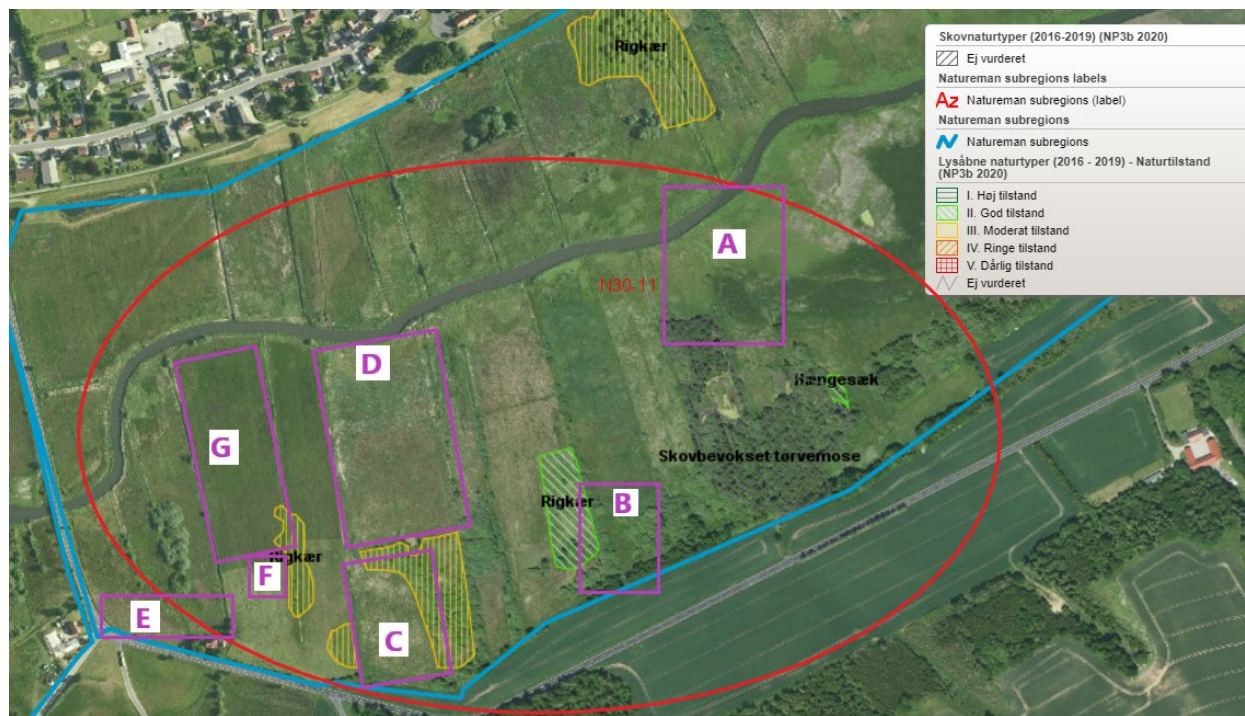 Rigkær
Skovnaturtyper (2016-2019) (NP3b 2020)
Ej vurderet
Natureman subregions labels
Az Natureman subregions (label)
Natureman subregions
Natureman subregions
Lysåbne naturtyper (2016 - 2019) - Naturtilstand
(NP3b 2020)
I. Høj tilstand
II. God tilstand
III. Moderat tilstand
IV. Ringe tilstand
V. Dårlig tilstand
Ej vurderet
A
N30-11
D
Hængesæk
G
Skovbevokset tørvemose
Rigkær
B
Rigkær
F
E
C